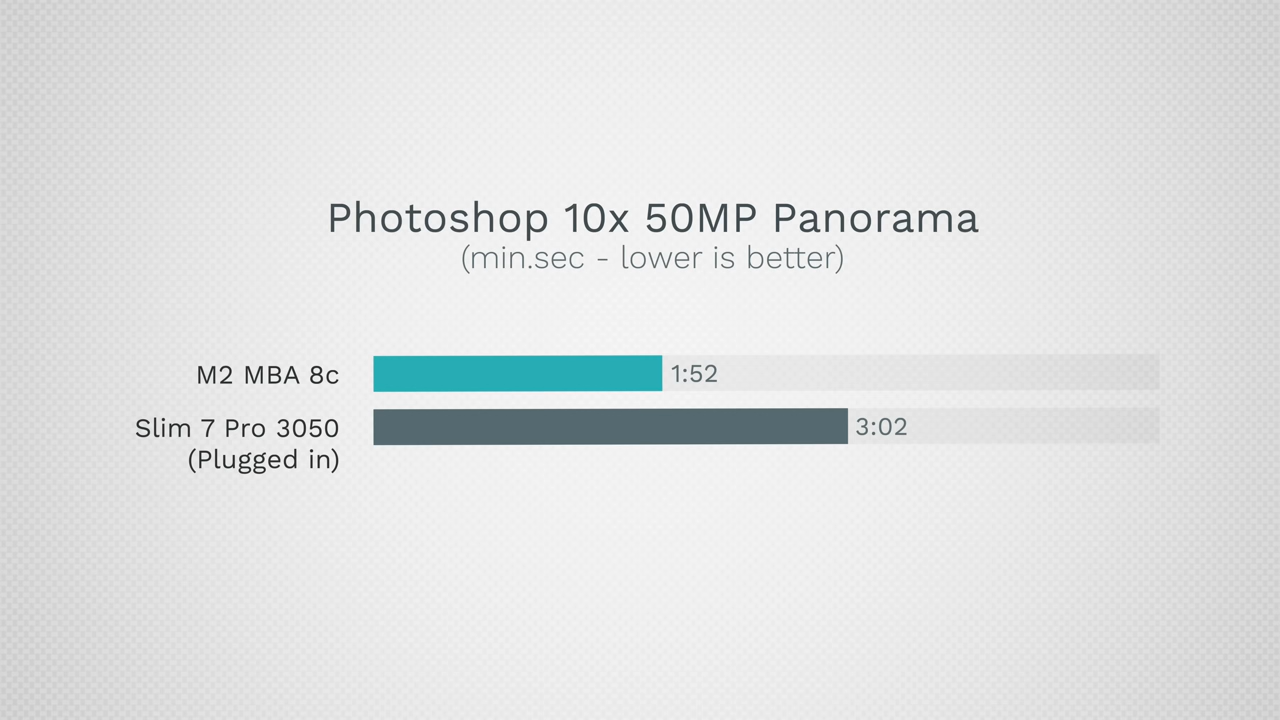 Photoshop 10x 50MP Panorama
(min.sec - lower is better)
M2 MBA 8c 1:52
Slim 7 Pro 3050 3:02
(Plugged in)